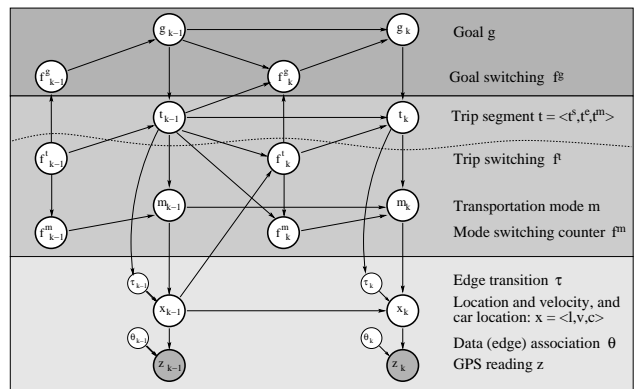 g k-1 g k Goal g
f g k-1 f g k Goal switching f g
t k-1 t k Trip segment t = <t s, t e, t m>
f t k-1 f t k Trip switching f t
m k-1 m k Transportation mode m
f m k-1 f m k Mode switching counter f m
τ k-1 τ k Edge transition τ
x k-1 x k Location and velocity, and
car location: x = <l,v,c>
θ k-1 θ k Data (edge) association θ
z k-1 z k GPS reading z